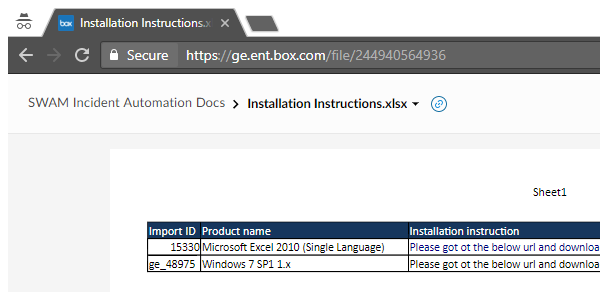 box Installation Instructions.x
Secure https://ge.ent.box.com/file/244940564936
SWAM Incident Automation Docs > Installation Instructions.xlsx
Sheet1
Import ID Product name Installation instruction
15330 Microsoft Excel 2010 (Single Language) Please got ot the below url and downloa
ge_48975 Windows 7 SP1 1.x Please got ot the below url and downloa